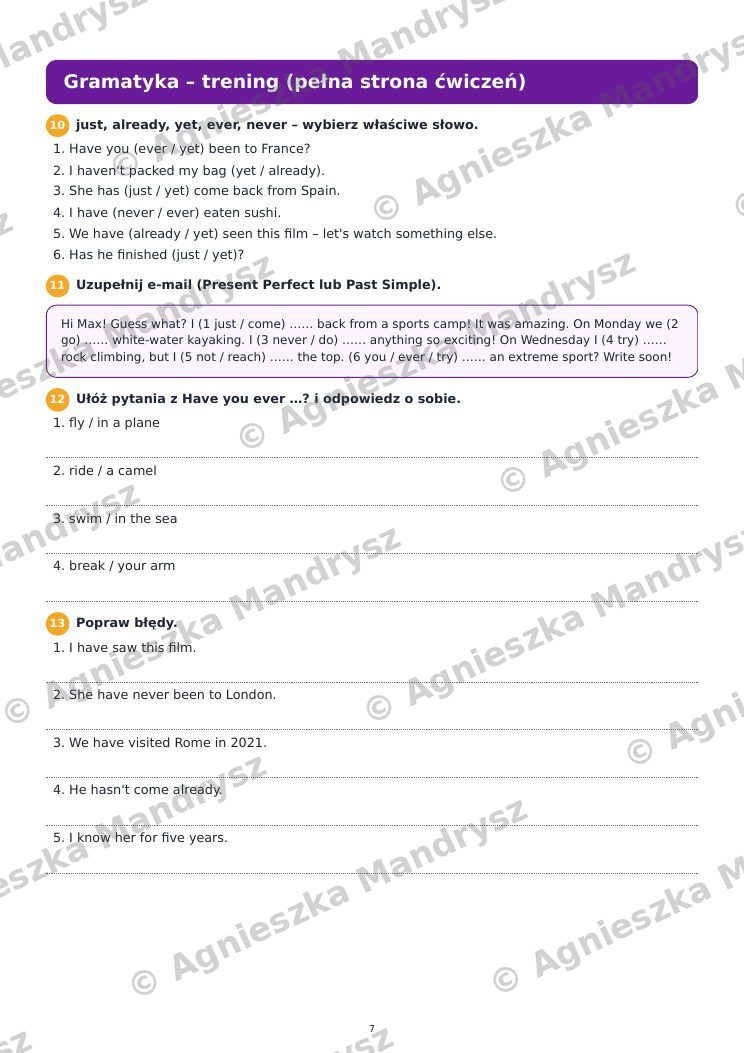 Gramatyka – trening (pełna strona ćwiczeń)
10 just, already, yet, ever, never – wybierz właściwe słowo.
1. Have you (ever / yet) been to France?
2. I haven't packed my bag (yet / already).
3. She has (just / yet) come back from Spain.
4. I have (never / ever) eaten sushi.
5. We have (already / yet) seen this film – let's watch something else.
6. Has he finished (just / yet)?
11 Uzupełnij e-mail (Present Perfect lub Past Simple).
Hi Max! Guess what? I (1 just / come) …… back from a sports camp! It was amazing. On Monday we (2
go) …… white-water kayaking. I (3 never / do) …… anything so exciting! On Wednesday I (4 try) ……
rock climbing, but I (5 not / reach) …… the top. (6 you / ever / try) …… an extreme sport? Write soon!
12 Ułóż pytania z Have you ever …? i odpowiedz o sobie.
1. fly / in a plane
2. ride / a camel
3. swim / in the sea
4. break / your arm
13 Popraw błędy.
1. I have saw this film.
2. She have never been to London.
3. We have visited Rome in 2021.
4. He hasn't come already.
5. I know her for five years.
7
© Agnieszka Mandrysz